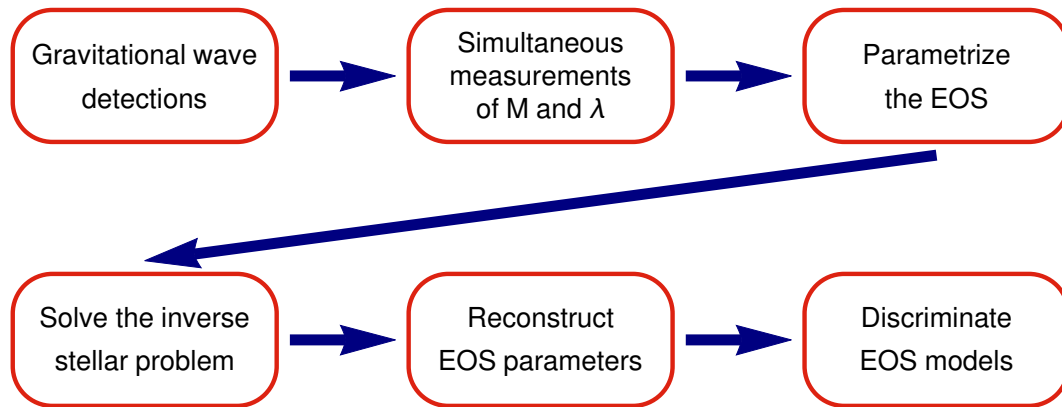 Gravitational wave
detections
Simultaneous
measurements
of M and λ
Parametrize
the EOS
Solve the inverse
stellar problem
Reconstruct
EOS parameters
Discriminate
EOS models